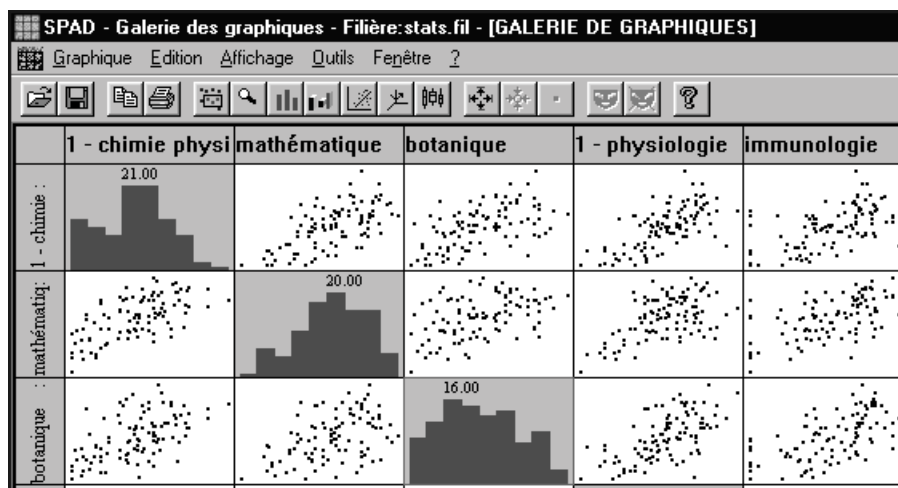 SPAD - Galerie des graphiques - Filière:stats.fil - [GALERIE DE GRAPHIQUES]
Graphique Edition Affichage Outils Fenêtre ?
1 - chimie physi mathématique botanique 1 - physiologie immunologie
1 - chimie :
21.00
mathématiq:
20.00
botanique :
16.00